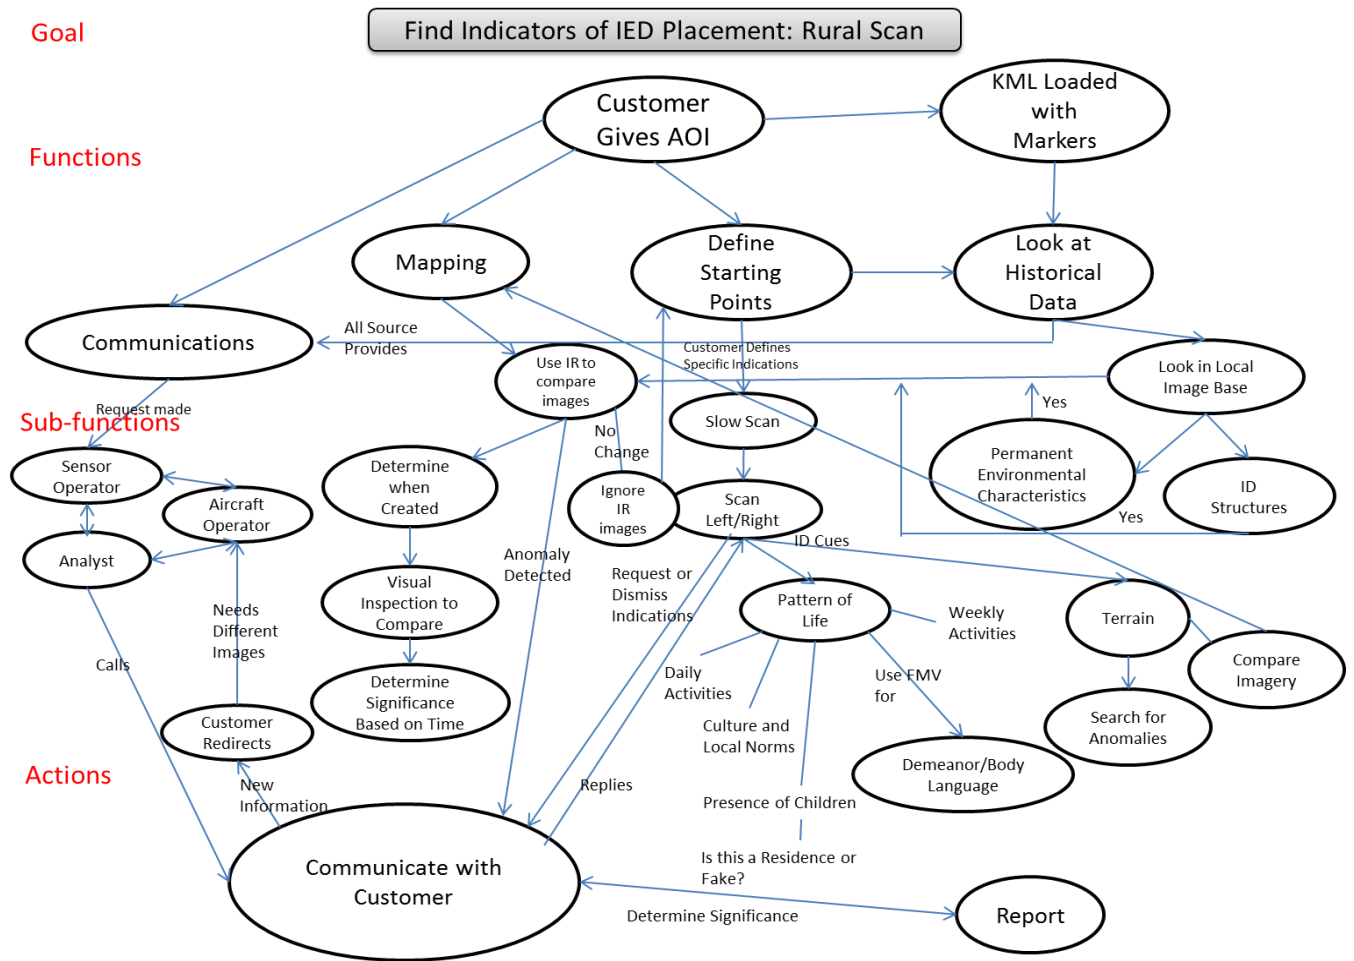 Goal
Find Indicators of IED Placement: Rural Scan
Customer
Gives AOI
KML Loaded
with
Markers
Functions
Mapping
Define
Starting
Points
Look at
Historical
Data
Communications
All Source
Provides
Customer Defines
Specific Indications
Use IR to
compare
images
Look in Local
Image Base
Request made
Sub-functions
Slow Scan
Yes
No
Change
Sensor
Operator
Determine
when
Created
Permanent
Environmental
Characteristics
ID
Structures
Aircraft
Operator
Ignore
IR
images
Scan
Left/Right
Yes
ID Cues
Analyst
Anomaly
Detected
Request or
Dismiss
Indications
Visual
Inspection to
Compare
Pattern of
Life
Weekly
Activities
Terrain
Needs
Different
Images
Calls
Daily
Activities
Use FMV
for
Compare
Imagery
Determine
Significance
Based on Time
Customer
Redirects
Culture and
Local Norms
Search for
Anomalies
Actions
New
Information
Replies
Demeanor/Body
Language
Presence of Children
Communicate with
Customer
Is this a Residence or
Fake?
Determine Significance
Report